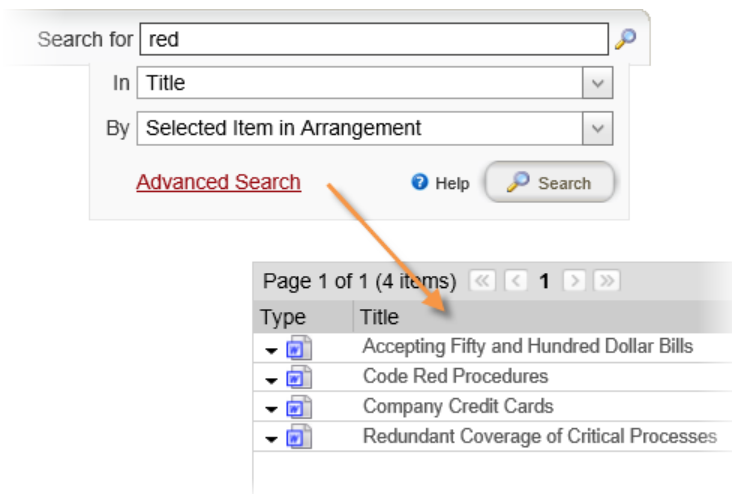 Search for red
In Title
By Selected Item in Arrangement
Advanced Search Help Search
Page 1 of 1 (4 items) 1
Type Title
Accepting Fifty and Hundred Dollar Bills
Code Red Procedures
Company Credit Cards
Redundant Coverage of Critical Processes